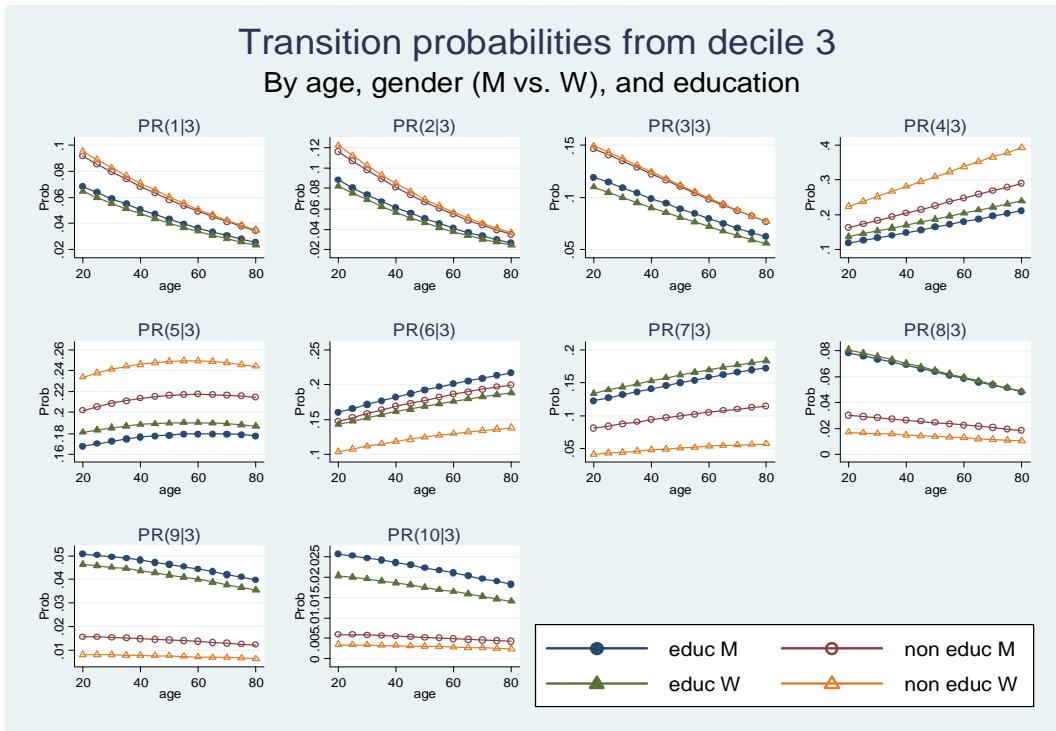 Transition probabilities from decile 3
By age, gender (M vs. W), and education
PR(1|3)
Prob
.02 .04 .06 .08 .1
20 40 60 80
age
PR(2|3)
Prob
.02 .04 .06 .08 .1 .12
20 40 60 80
age
PR(3|3)
Prob
.05 .1 .15
20 40 60 80
age
PR(4|3)
Prob
.1 .2 .3 .4
20 40 60 80
age
PR(5|3)
Prob
.16 .18 .2 .22 .24 .26
20 40 60 80
age
PR(6|3)
Prob
.1 .15 .2 .25
20 40 60 80
age
PR(7|3)
Prob
.05 .1 .15 .2
20 40 60 80
age
PR(8|3)
Prob
0 .02 .04 .06 .08
20 40 60 80
age
PR(9|3)
Prob
.01 .02 .03 .04 .05
20 40 60 80
age
PR(10|3)
Prob
0 .005 .01 .015 .02 .025
20 40 60 80
age
educ M
non educ M
educ W
non educ W